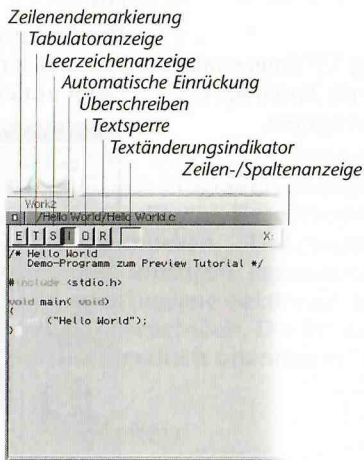 Zeilenendemarkierung
Tabulatoranzeige
Leerzeichenanzeige
Automatische Einrückung
Überschreiben
Textsperre
Textänderungsindikator
Zeilen-/Spaltenanzeige
Work2
/Hello World/Hello World.c
E T S I O R X:
/* Hello World
Demo-Programm zum Preview Tutorial */
#include <stdio.h>
void main( void)
{
("Hello World");
}